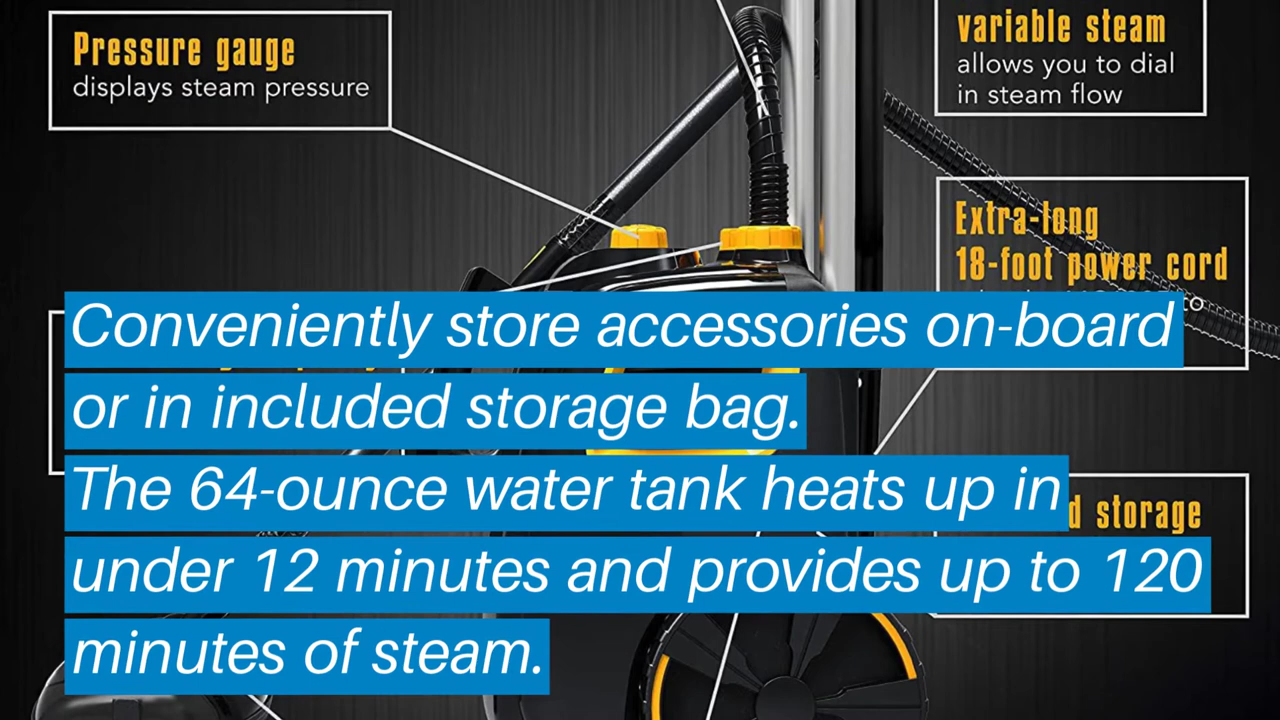 Pressure gauge
displays steam pressure
variable steam
allows you to dial
in steam flow
Extra-long
18-foot power cord
to
Conveniently store accessories on-board
or in included storage bag.
The 64-ounce water tank heats up in
under 12 minutes and provides up to 120
minutes of steam.
storage